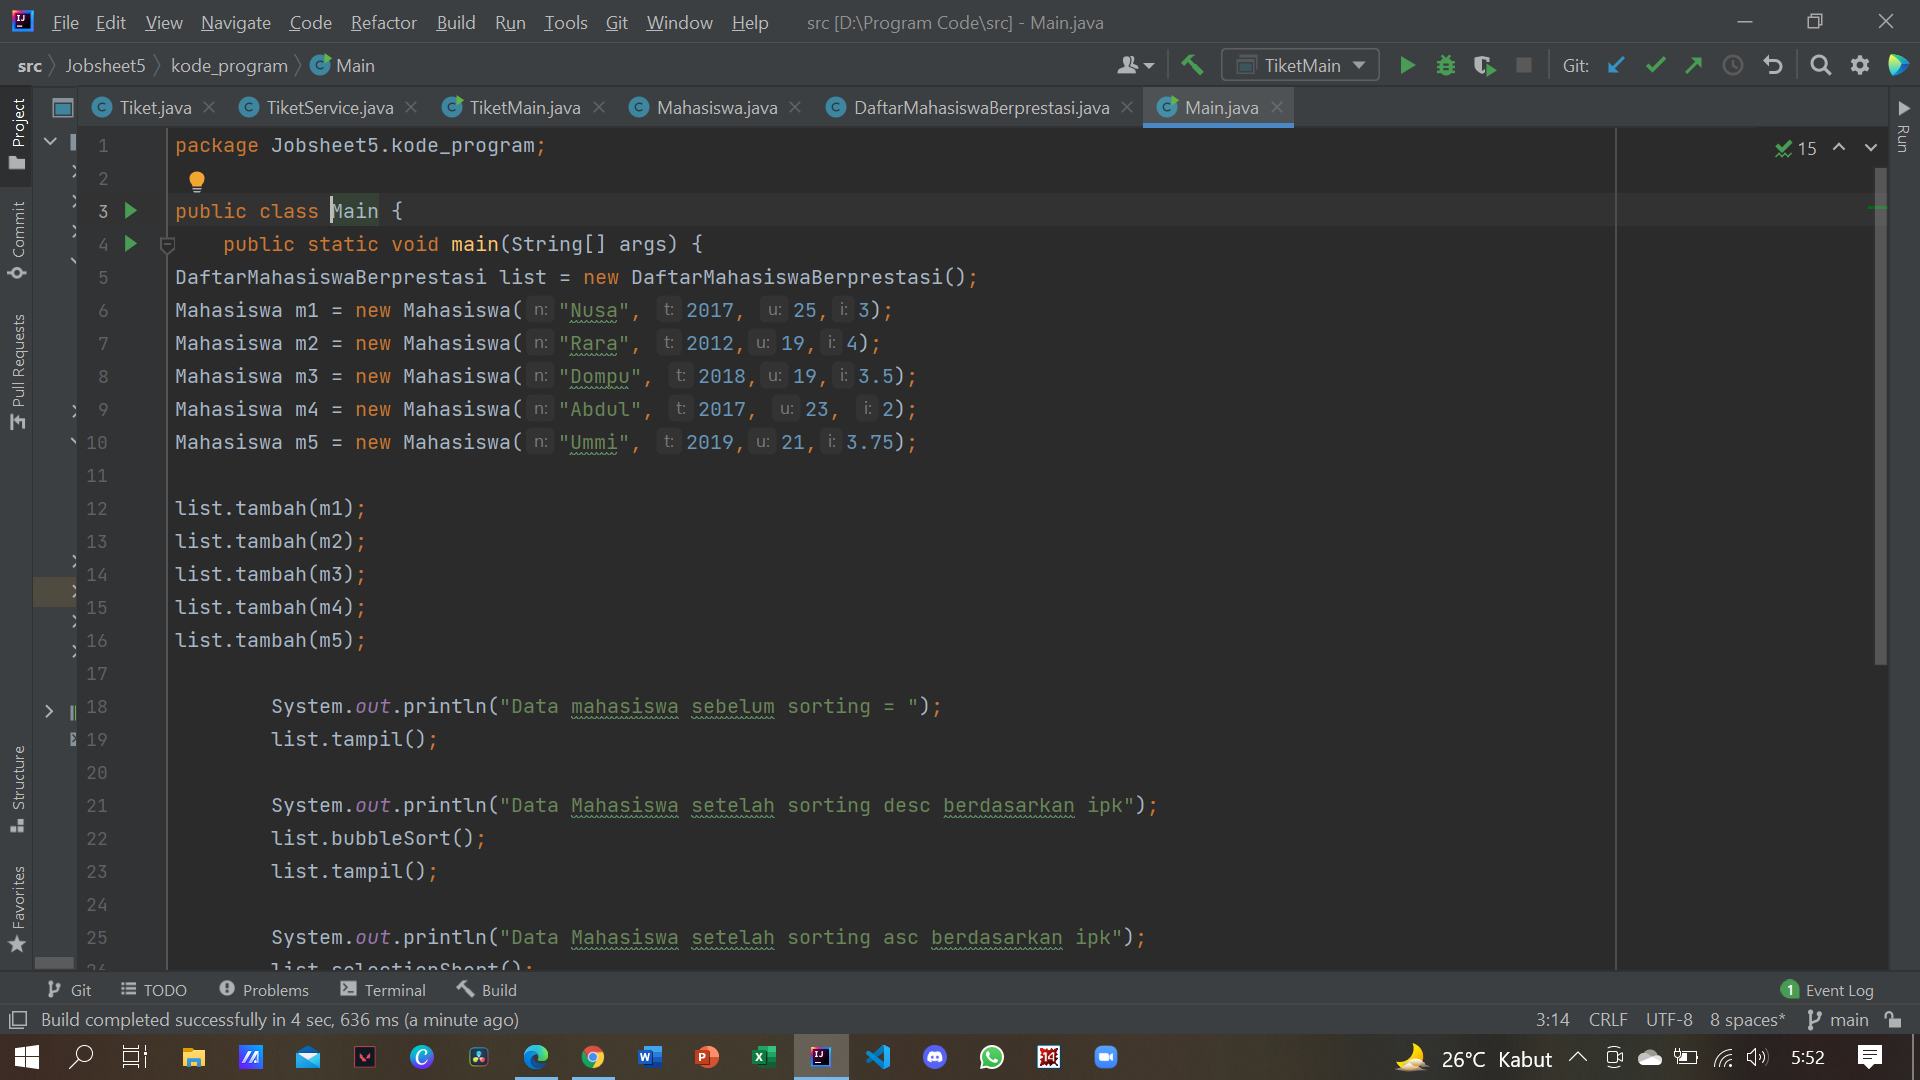 File Edit View Navigate Code Refactor Build Run Tools Git Window Help src [D:\Program Code\src] - Main.java
src Jobsheet5 kode_program Main TiketMain Git:
Tiket.java TiketService.java TiketMain.java Mahasiswa.java DaftarMahasiswaBerprestasi.java Main.java
Project
Commit
Pull Requests
Structure
Favorites
Run
15
1 package Jobsheet5.kode_program;
2
3 public class Main {
4 public static void main(String[] args) {
5 DaftarMahasiswaBerprestasi list = new DaftarMahasiswaBerprestasi();
6 Mahasiswa m1 = new Mahasiswa( n: "Nusa", t: 2017, u: 25, i: 3);
7 Mahasiswa m2 = new Mahasiswa( n: "Rara", t: 2012, u: 19, i: 4);
8 Mahasiswa m3 = new Mahasiswa( n: "Dompu", t: 2018, u: 19, i: 3.5);
9 Mahasiswa m4 = new Mahasiswa( n: "Abdul", t: 2017, u: 23, i: 2);
10 Mahasiswa m5 = new Mahasiswa( n: "Ummi", t: 2019, u: 21, i: 3.75);
11
12 list.tambah(m1);
13 list.tambah(m2);
14 list.tambah(m3);
15 list.tambah(m4);
16 list.tambah(m5);
17
18 System.out.println("Data mahasiswa sebelum sorting = ");
19 list.tampil();
20
21 System.out.println("Data Mahasiswa setelah sorting desc berdasarkan ipk");
22 list.bubbleSort();
23 list.tampil();
24
25 System.out.println("Data Mahasiswa setelah sorting asc berdasarkan ipk");
26 list.selectionShort();
Git TODO Problems Terminal Build 1 Event Log
Build completed successfully in 4 sec, 636 ms (a minute ago) 3:14 CRLF UTF-8 8 spaces* main
26°C Kabut 5:52